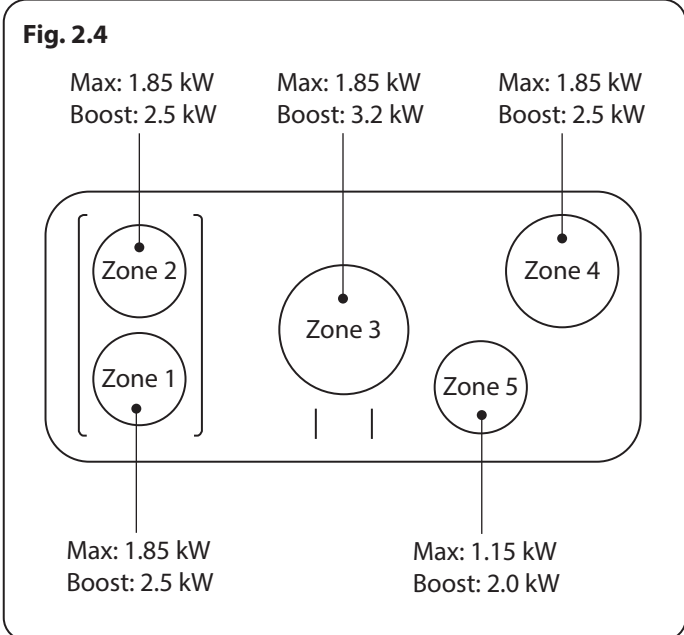 Fig. 2.4
Max: 1.85 kW
Boost: 2.5 kW
Max: 1.85 kW
Boost: 3.2 kW
Max: 1.85 kW
Boost: 2.5 kW
Zone 2
Zone 4
Zone 3
Zone 1
Zone 5
Max: 1.85 kW
Boost: 2.5 kW
Max: 1.15 kW
Boost: 2.0 kW